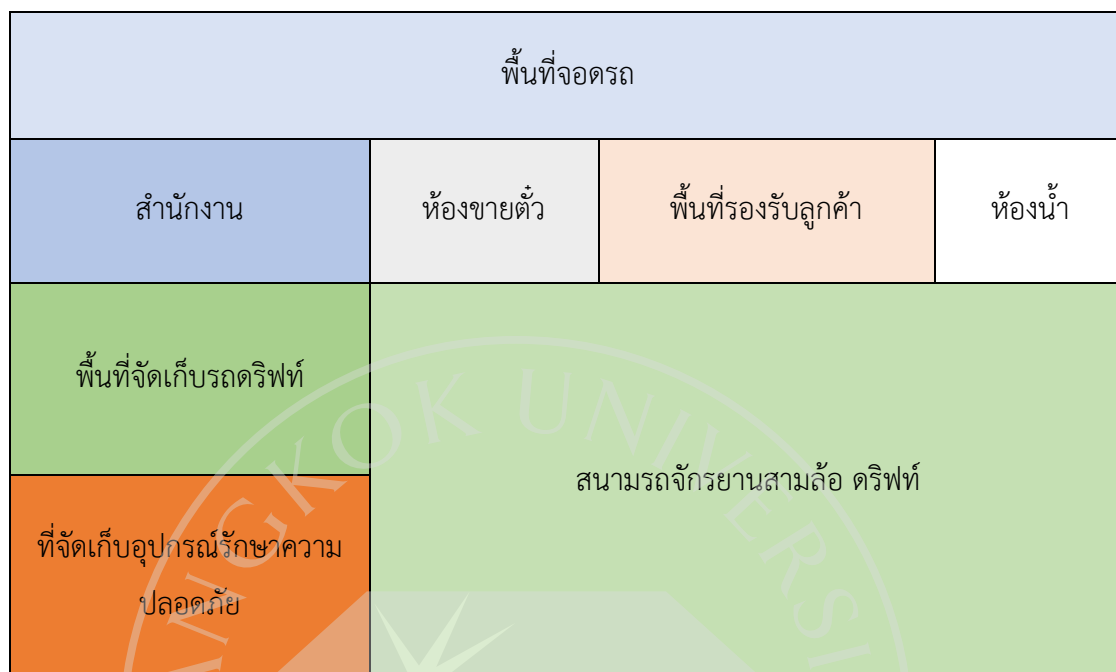 พื้นที่จอดรถ
สำนักงาน
ห้องขายตั๋ว
พื้นที่รองรับลูกค้า
ห้องน้ำ
พื้นที่จัดเก็บรถดริฟท์
สนามรถจักรยานสามล้อ ดริฟท์
ที่จัดเก็บอุปกรณ์รักษาความ
ปลอดภัย
ANGKOK UNIVERSI